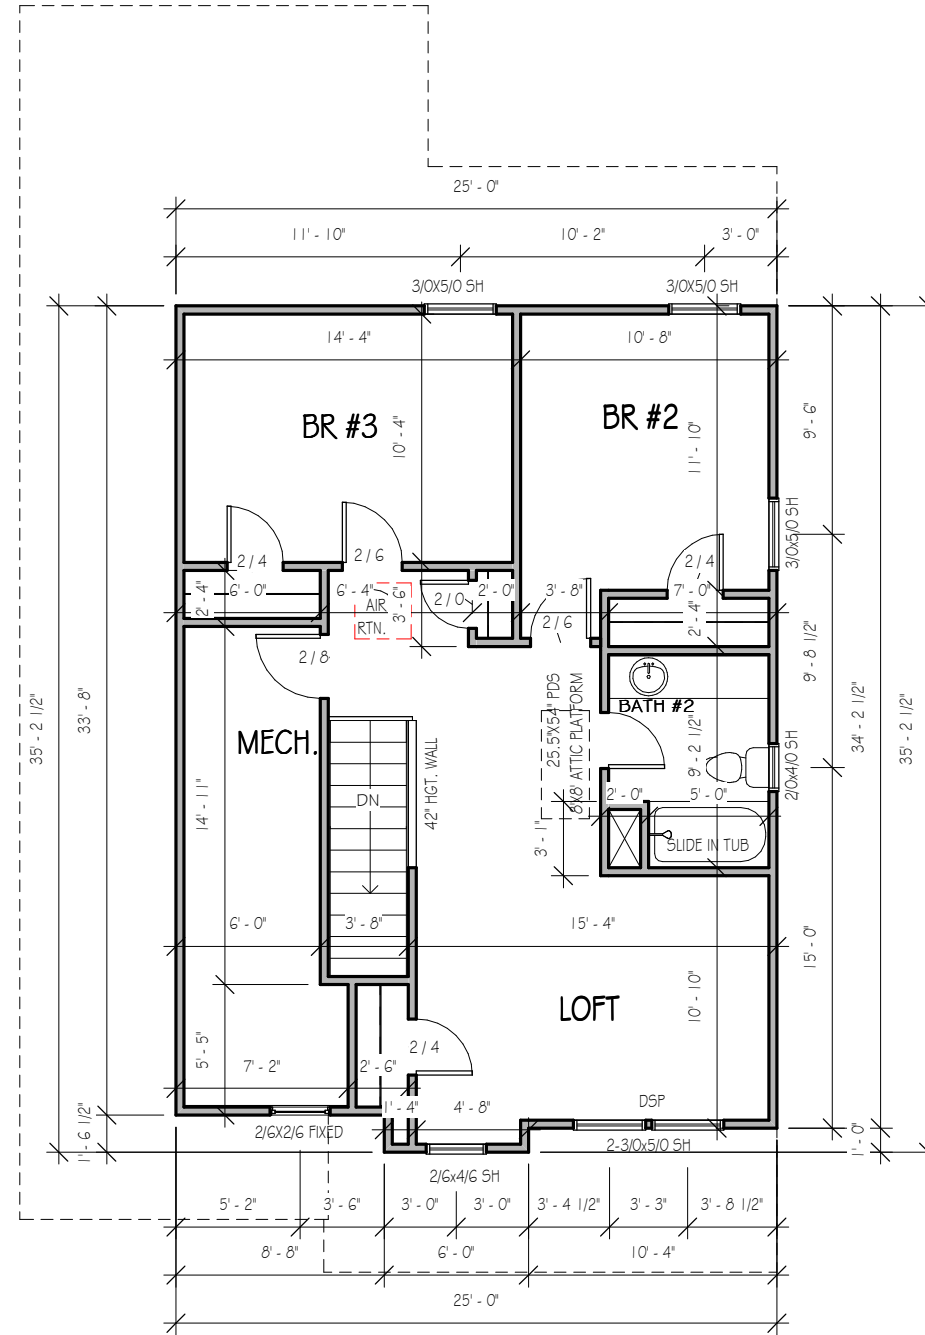 25' - 0"
11' - 10"
10' - 2"
3' - 0"
3/0X5/0 SH
3/0X5/0 SH
14' - 4"
10' - 8"
BR #3
BR #2
10' - 4"
11' - 10"
9' - 6"
3/0x5/0 SH
2 / 4
2 / 6
2 / 4
2' - 4"
6' - 0"
6' - 4"
3' - 6"
AIR
RTN.
2 / 0
2' - 0"
3' - 8"
2 / 6
7' - 0"
2' - 4"
9' - 8 1/2"
2 / 8
35' - 2 1/2"
33' - 8"
34' - 2 1/2"
35' - 2 1/2"
MECH.
25.5"X54" PDS
8'x8' ATTIC PLATFORM
BATH #2
9' - 2 1/2"
2/0x4/0 SH
42" HGT. WALL
DN
14' - 11"
2' - 0"
5' - 0"
3' - 1"
SLIDE IN TUB
6' - 0"
3' - 8"
15' - 4"
15' - 0"
LOFT
10' - 10"
5' - 5"
7' - 2"
2' - 6"
2 / 4
1' - 4"
4' - 8"
DSP
1' - 6 1/2"
1' - 0"
2/6X2/6 FIXED
2-3/0x5/0 SH
2/6x4/6 SH
5' - 2"
3' - 6"
3' - 0"
3' - 0"
3' - 4 1/2"
3' - 3"
3' - 8 1/2"
8' - 8"
6' - 0"
10' - 4"
25' - 0"